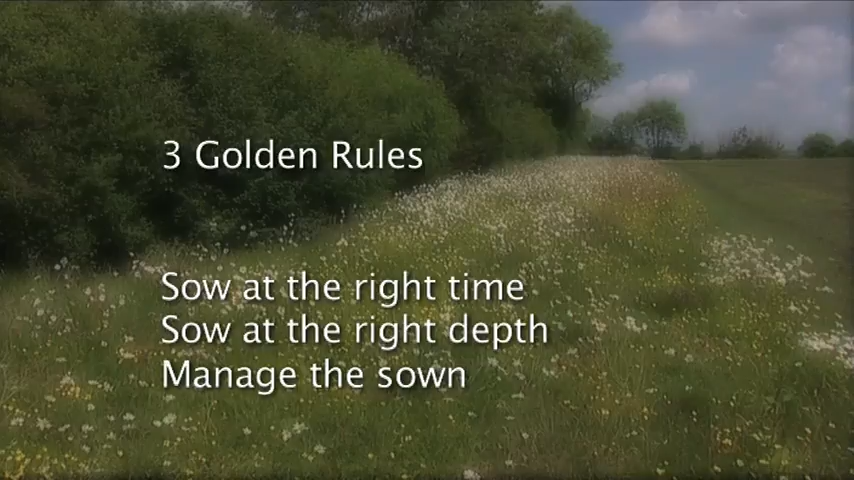 3 Golden Rules
Sow at the right time
Sow at the right depth
Manage the sown